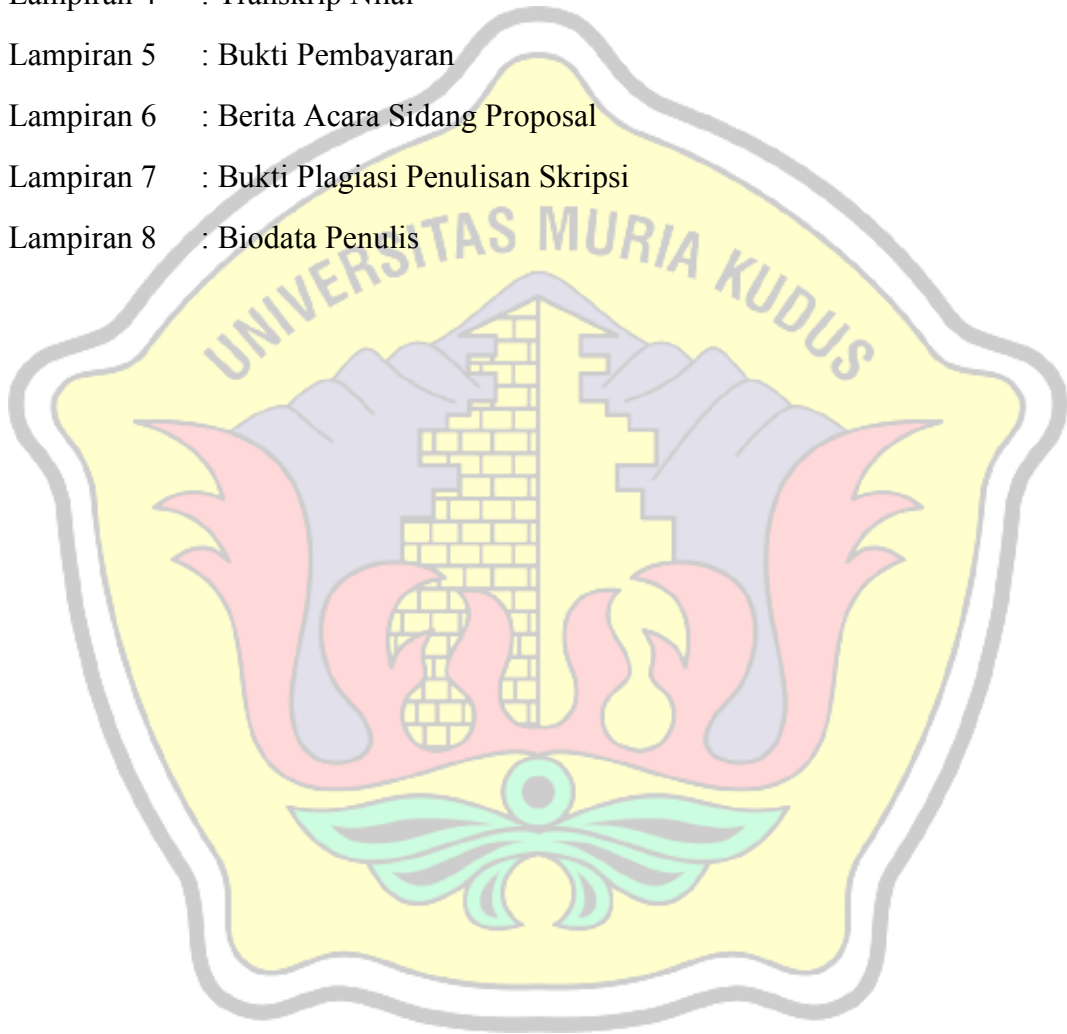 Lampiran 4 : Transkrip Nilai
Lampiran 5 : Bukti Pembayaran
Lampiran 6 : Berita Acara Sidang Proposal
Lampiran 7 : Bukti Plagiasi Penulisan Skripsi
Lampiran 8 : Biodata Penulis
UNIVERSITAS MURIA KUDUS